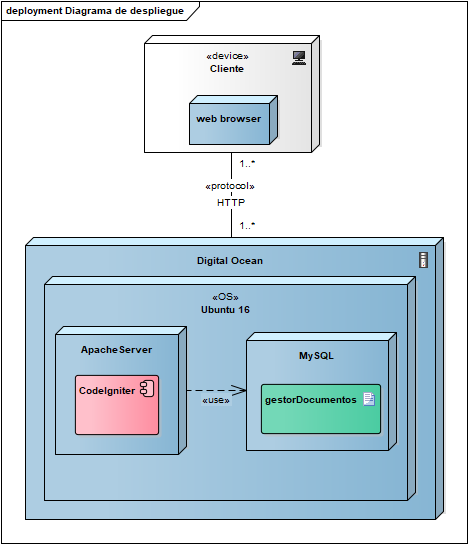 deployment Diagrama de despliegue
«device»
Cliente
web browser
1..*
«protocol»
HTTP
1..*
Digital Ocean
«OS»
Ubuntu 16
ApacheServer
MySQL
CodeIgniter
gestorDocumentos
«use»